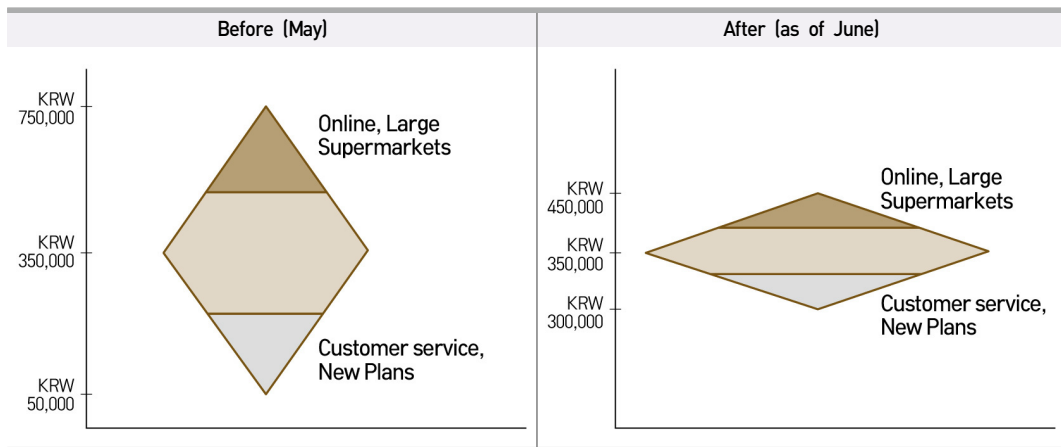 Before (May)
KRW
750,000
Online, Large
Supermarkets
KRW
350,000
Customer service,
New Plans
KRW
50,000
After (as of June)
KRW
450,000
Online, Large
Supermarkets
KRW
350,000
KRW
300,000
Customer service,
New Plans